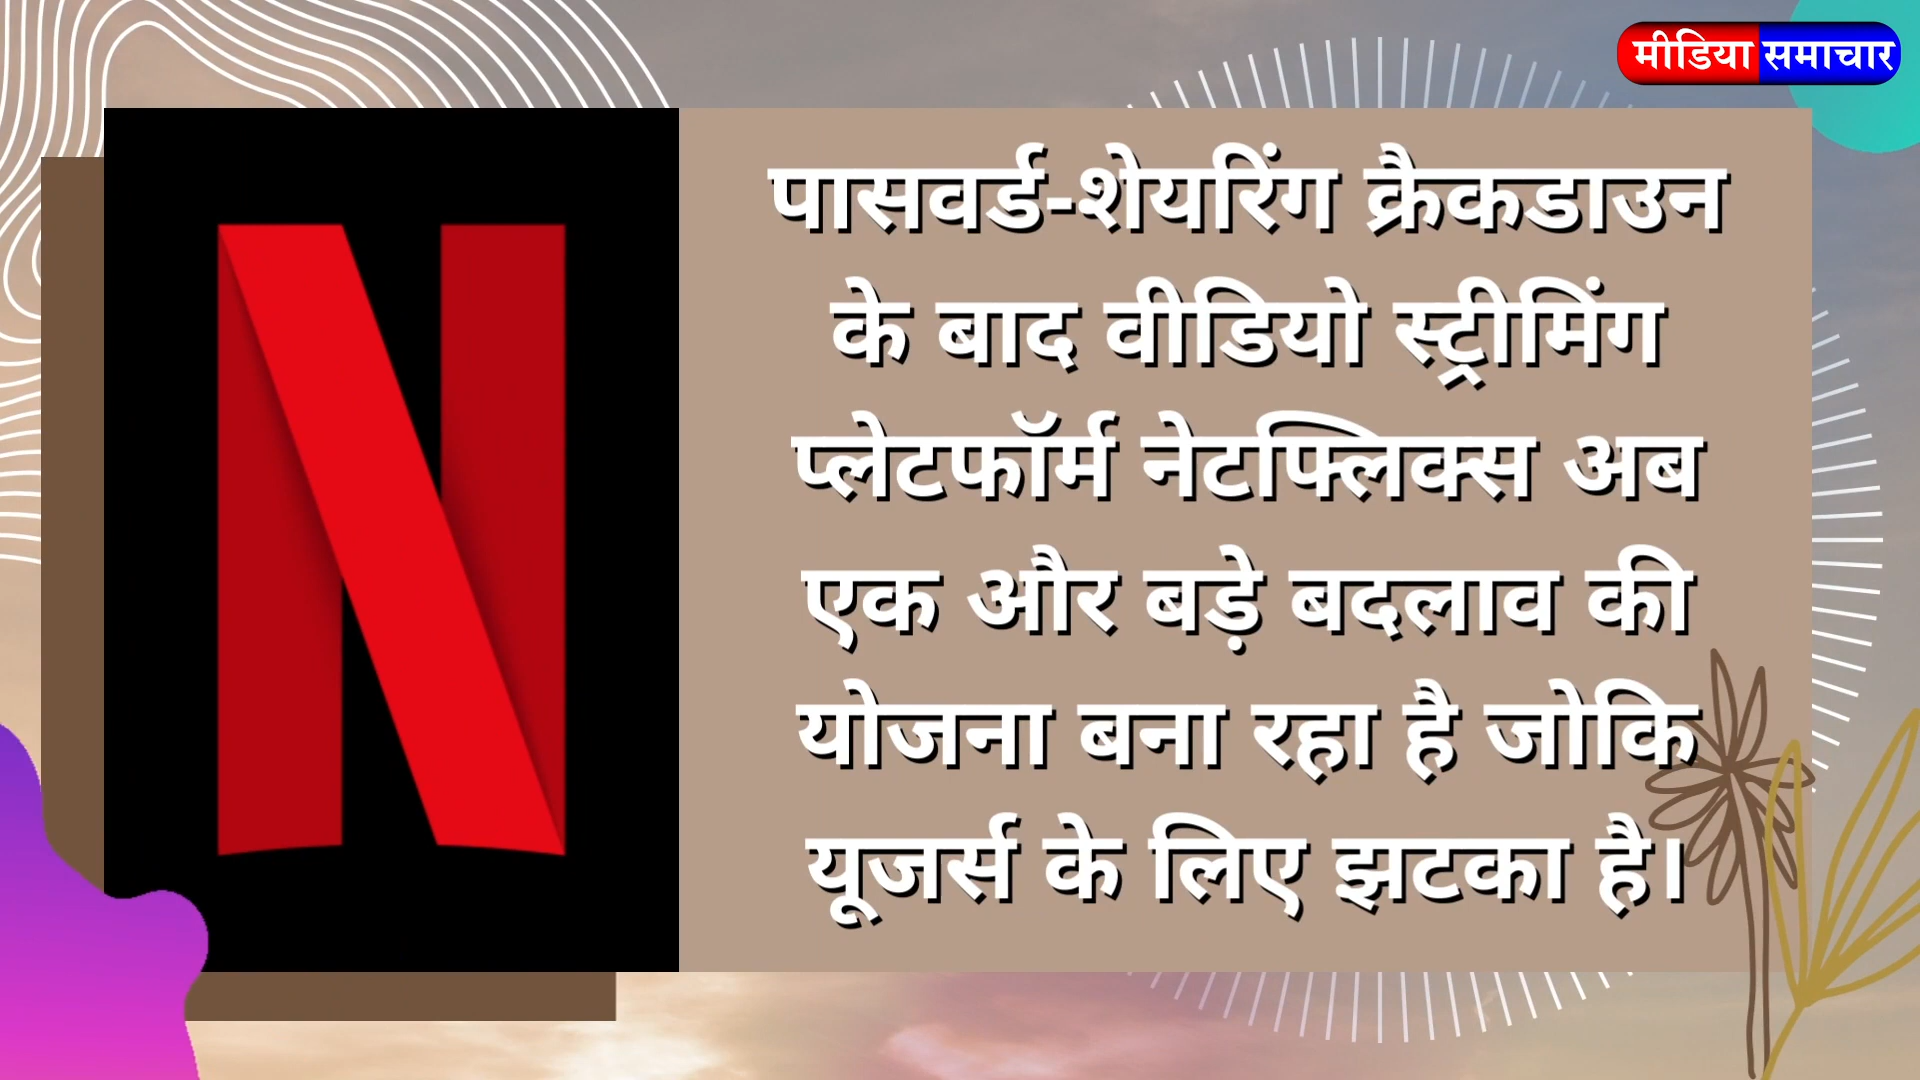 मीडिया समाचार
पासवर्ड-शेयरिंग क्रैकडाउन
के बाद वीडियो स्ट्रीमिंग
प्लेटफॉर्म नेटफ्लिक्स अब
एक और बड़े बदलाव की
योजना बना रहा है जोकि
यूजर्स के लिए झटका है।